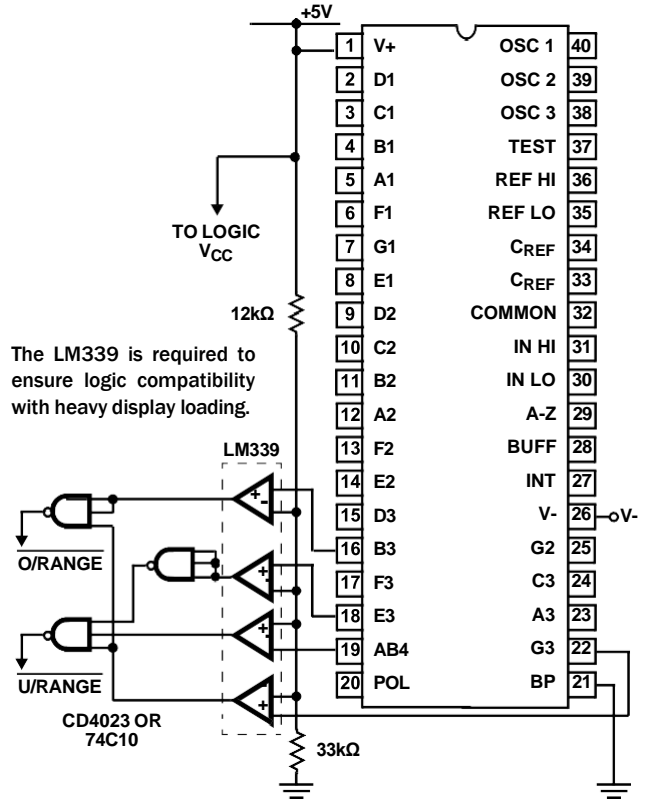 +5V
1 V+ OSC 1 40
2 D1 OSC 2 39
3 C1 OSC 3 38
4 B1 TEST 37
5 A1 REF HI 36
6 F1 REF LO 35
7 G1 CREF 34
8 E1 CREF 33
9 D2 COMMON 32
10 C2 IN HI 31
11 B2 IN LO 30
12 A2 A-Z 29
13 F2 BUFF 28
14 E2 INT 27
15 D3 V- 26 V-
16 B3 G2 25
17 F3 C3 24
18 E3 A3 23
19 AB4 G3 22
20 POL BP 21
TO LOGIC
VCC
12kΩ
The LM339 is required to
ensure logic compatibility
with heavy display loading.
LM339
+ -
+ -
+ -
- +
O/RANGE
U/RANGE
CD4023 OR
74C10
33kΩ